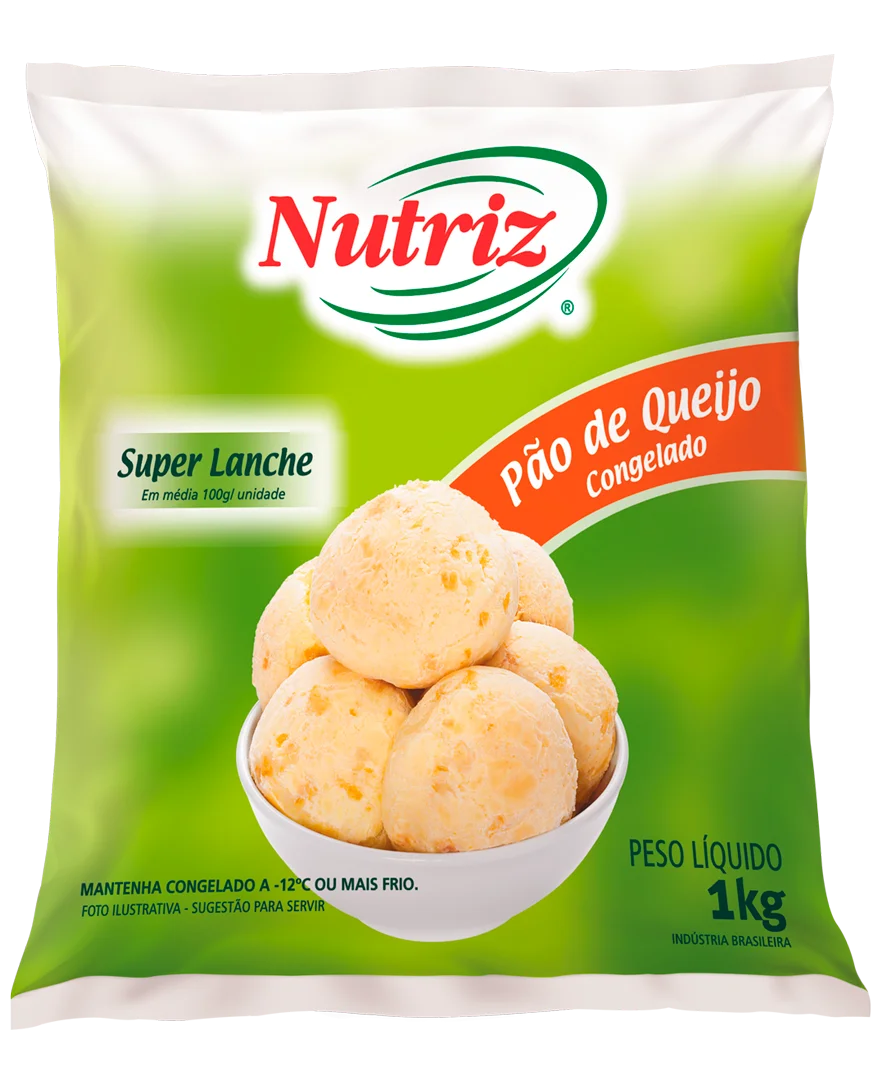 Nutriz
®
Pão de Queijo
Congelado
Super Lanche
Em média 100g/ unidade
PESO LÍQUIDO
1kg
INDÚSTRIA BRASILEIRA
MANTENHA CONGELADO A -12ºC OU MAIS FRIO.
FOTO ILUSTRATIVA - SUGESTÃO PARA SERVIR